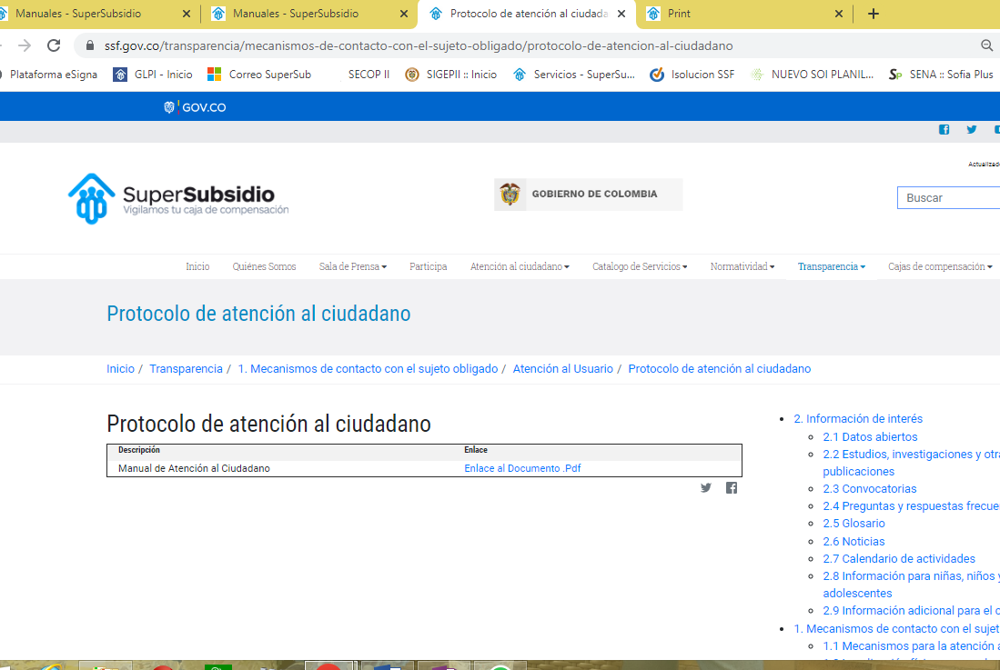 Manuales - SuperSubsidio
Manuales - SuperSubsidio
Protocolo de atención al ciudada
Print
ssf.gov.co/transparencia/mecanismos-de-contacto-con-el-sujeto-obligado/protocolo-de-atencion-al-ciudadano
Plataforma eSigna
GLPI - Inicio
Correo SuperSub
SECOP II
SIGEPII :: Inicio
Servicios - SuperSu...
Isolucion SSF
NUEVO SOI PLANIL...
SENA :: Sofia Plus
GOV.CO
Actualizado
SuperSubsidio
Vigilamos tu caja de compensación
GOBIERNO DE COLOMBIA
Buscar
Inicio
Quiénes Somos
Sala de Prensa
Participa
Atención al ciudadano
Catalogo de Servicios
Normatividad
Transparencia
Cajas de compensación
Protocolo de atención al ciudadano
Inicio / Transparencia / 1. Mecanismos de contacto con el sujeto obligado / Atención al Usuario / Protocolo de atención al ciudadano
Protocolo de atención al ciudadano
Descripción Enlace
Manual de Atención al Ciudadano Enlace al Documento .Pdf
2. Información de interés
2.1 Datos abiertos
2.2 Estudios, investigaciones y otra
publicaciones
2.3 Convocatorias
2.4 Preguntas y respuestas frecue
2.5 Glosario
2.6 Noticias
2.7 Calendario de actividades
2.8 Información para niñas, niños y
adolescentes
2.9 Información adicional para el c
1. Mecanismos de contacto con el sujet
1.1 Mecanismos para la atención a